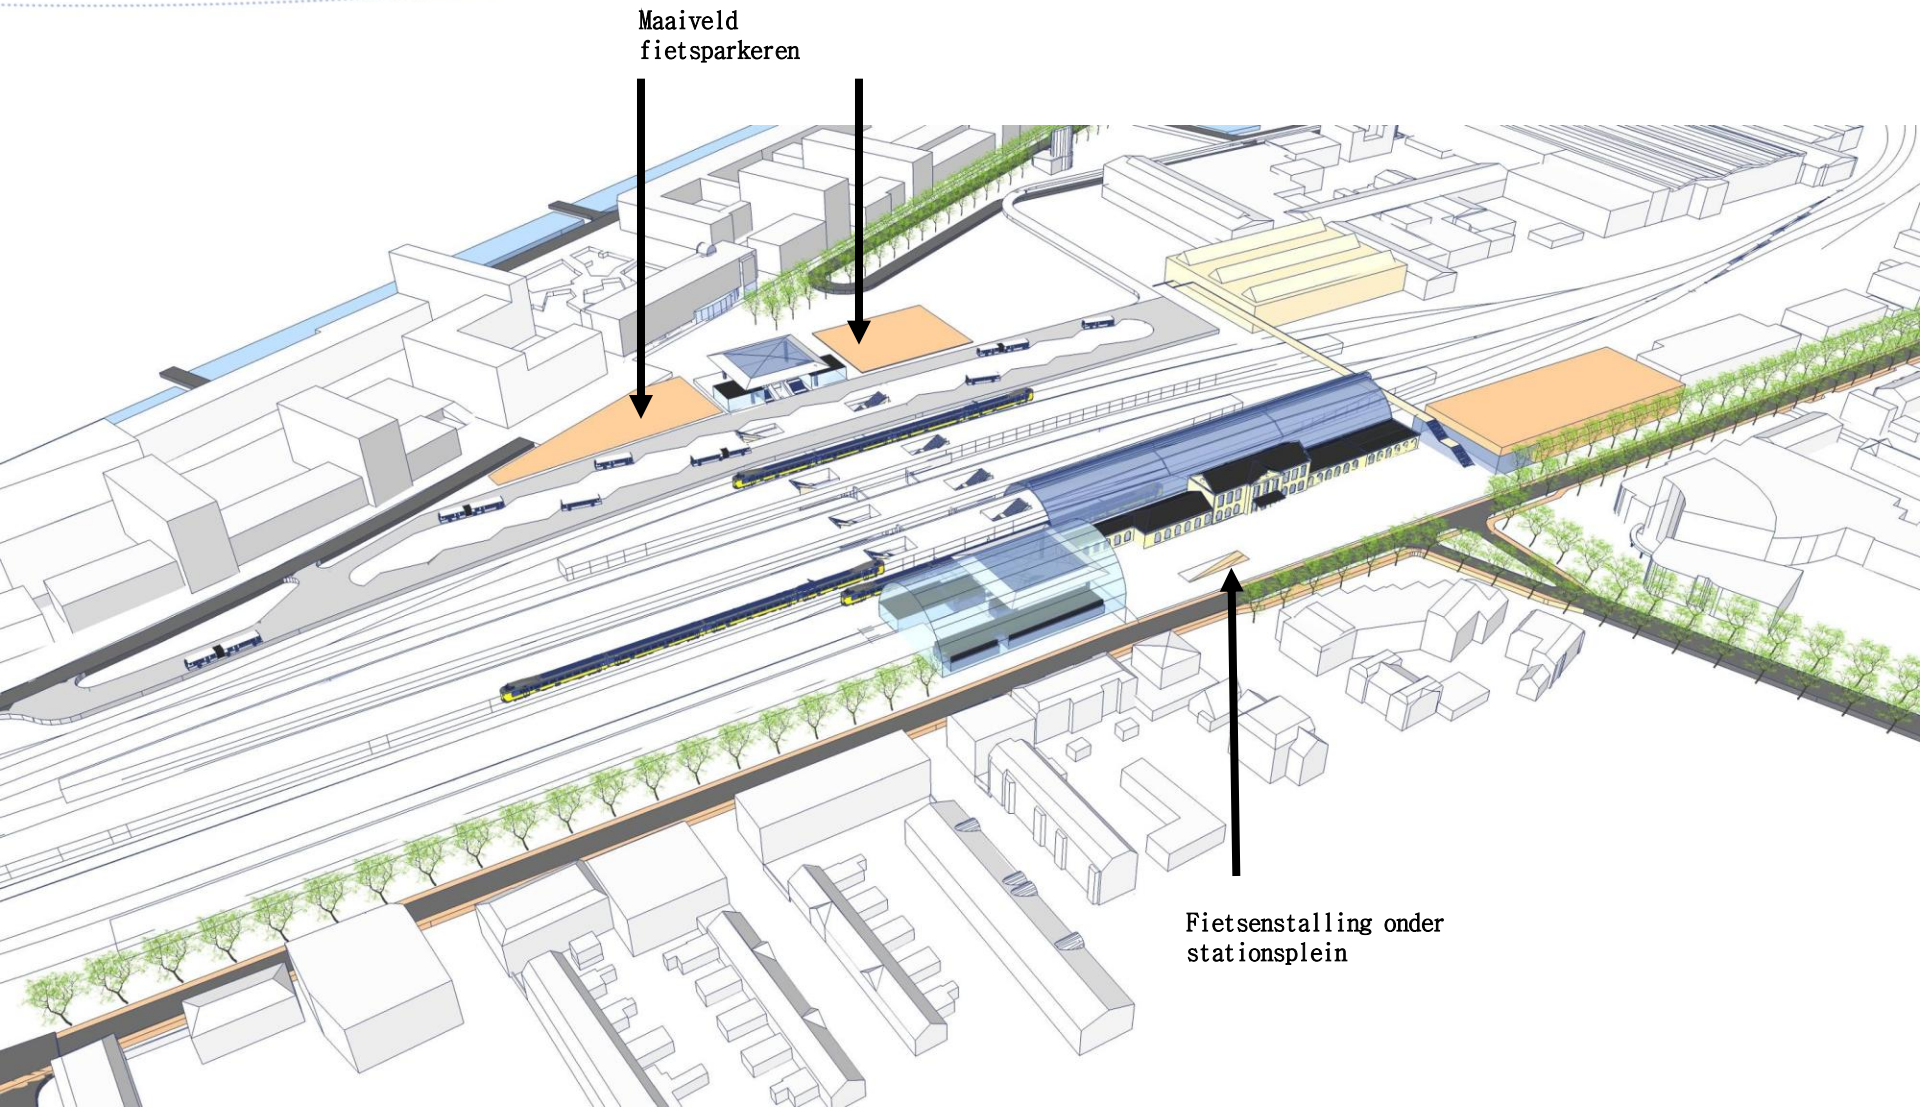 Maaiveld
fietsparkeren
Fietsenstalling onder
stationsplein